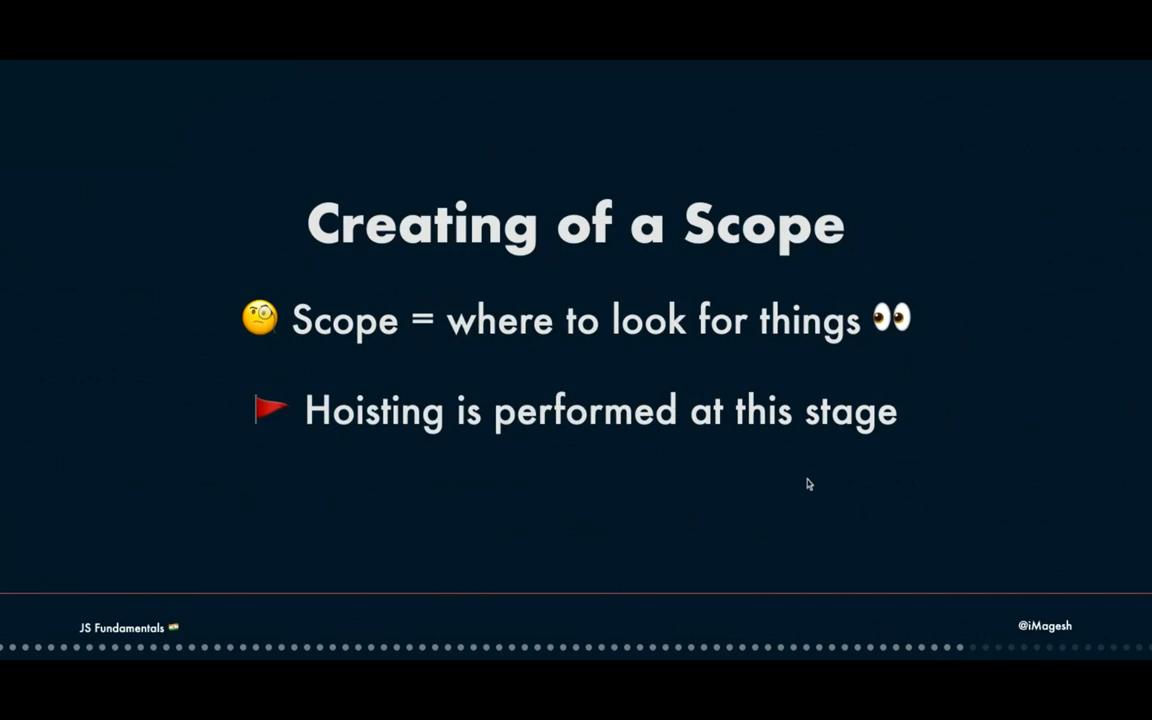 Creating of a Scope
🧐 Scope = where to look for things 👀
🚩 Hoisting is performed at this stage
JS Fundamentals 🇮🇳
@iMagesh